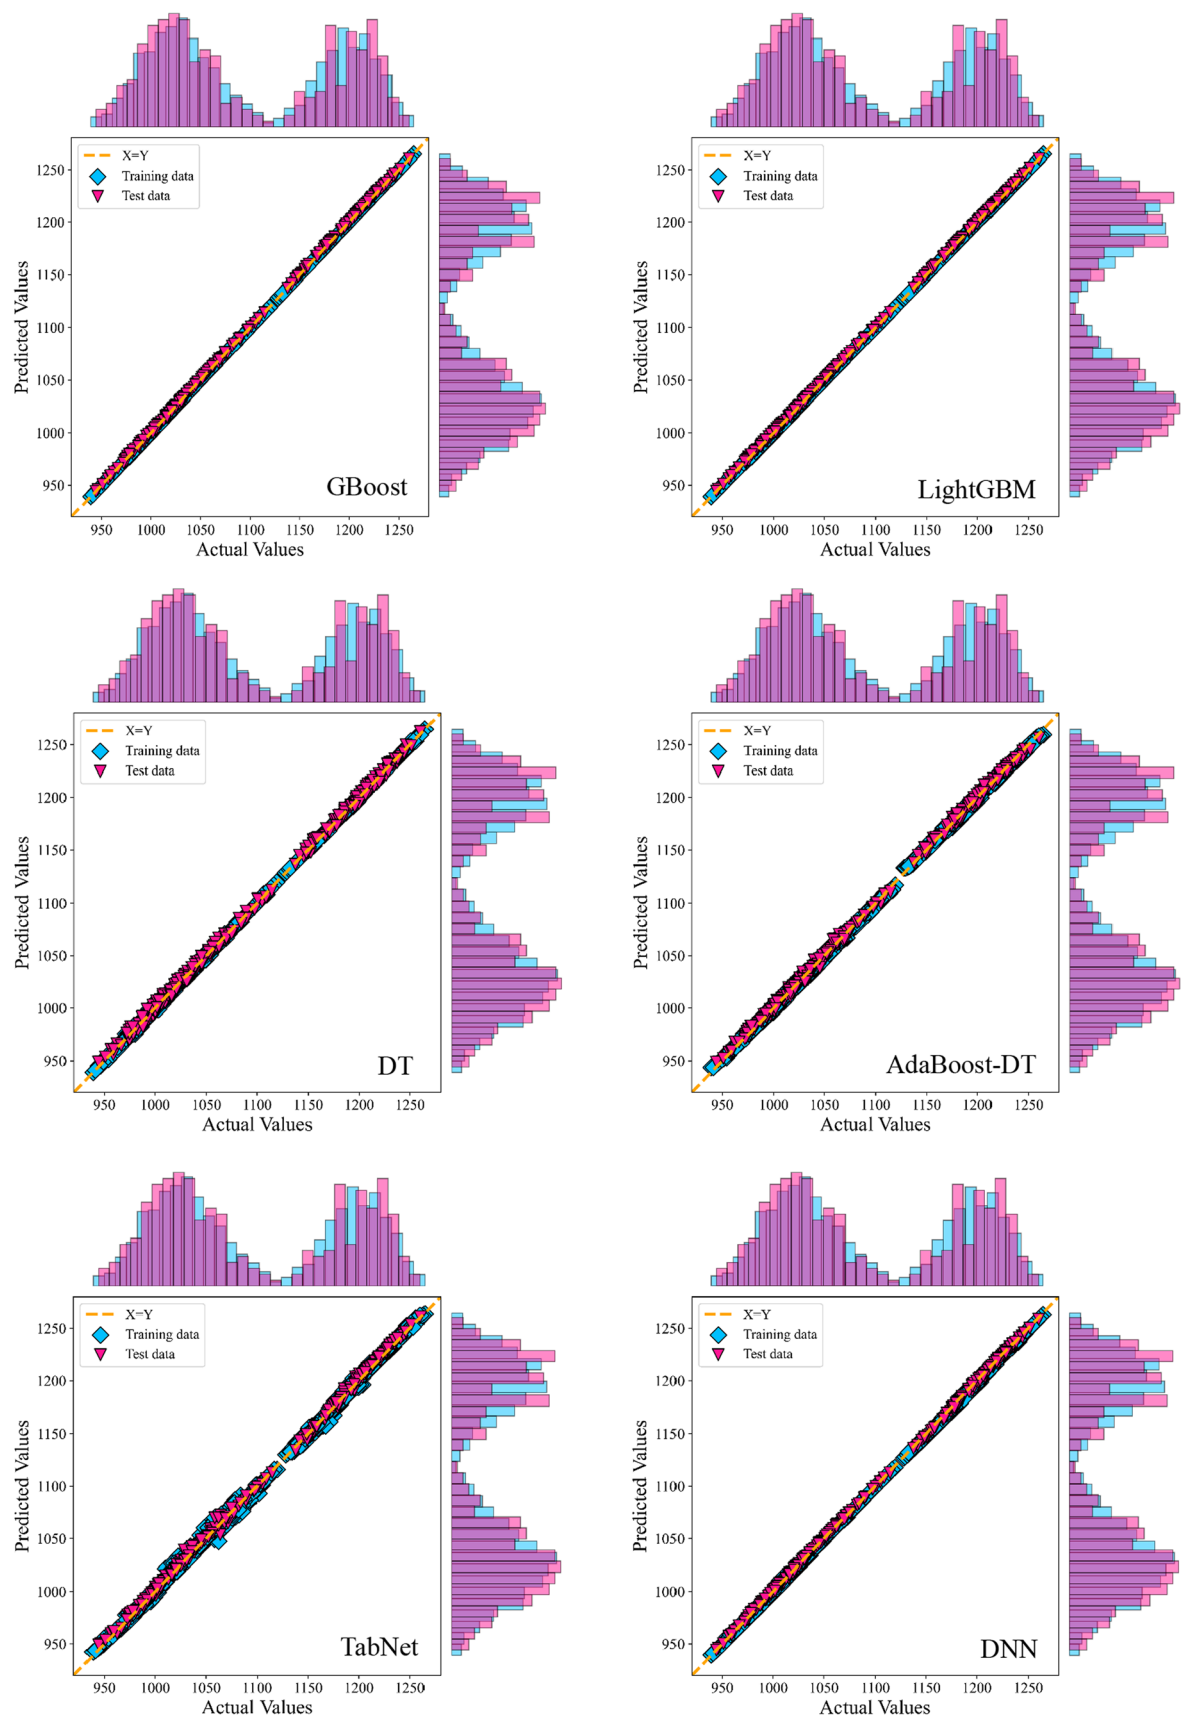 X=Y
Training data
Test data
1250
1200
1150
1100
1050
1000
950
Predicted Values
GBoost
950 1000 1050 1100 1150 1200 1250
Actual Values
X=Y
Training data
Test data
1250
1200
1150
1100
1050
1000
950
Predicted Values
LightGBM
950 1000 1050 1100 1150 1200 1250
Actual Values
X=Y
Training data
Test data
1250
1200
1150
1100
1050
1000
950
Predicted Values
DT
950 1000 1050 1100 1150 1200 1250
Actual Values
X=Y
Training data
Test data
1250
1200
1150
1100
1050
1000
950
Predicted Values
AdaBoost-DT
950 1000 1050 1100 1150 1200 1250
Actual Values
X=Y
Training data
Test data
1250
1200
1150
1100
1050
1000
950
Predicted Values
TabNet
950 1000 1050 1100 1150 1200 1250
Actual Values
X=Y
Training data
Test data
1250
1200
1150
1100
1050
1000
950
Predicted Values
DNN
950 1000 1050 1100 1150 1200 1250
Actual Values